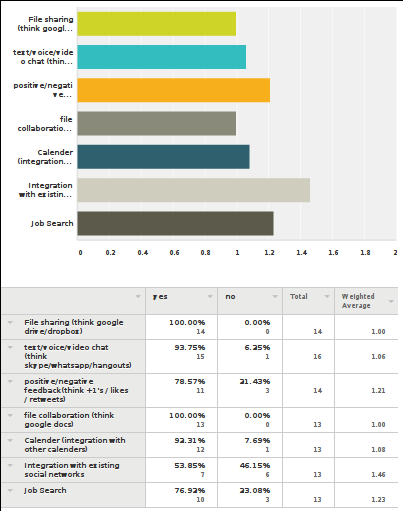 File sharing
(think googl...
text/voice/vide
o chat (thin...
positive/negati
ve...
file
collaboratio...
Calender
(integration...
Integration
with existin...
Job Search
0 0.2 0.4 0.6 0.8 1 1.2 1.4 1.6 1.8 2
yes no Total Weighted
Average
File sharing (think google
drive/dropbox) 100.00%
14 0.00%
0 14 1.00
text/voice/video chat
(think
skype/whatsapp/hangouts) 93.75%
15 6.25%
1 16 1.06
positive/negative
feedback(think +1's / likes
/ retweets) 78.57%
11 21.43%
3 14 1.21
file collaboration (think
google docs) 100.00%
13 0.00%
0 13 1.00
Calender (integration with
other calenders) 92.31%
12 7.69%
1 13 1.08
Integration with existing
social networks 53.85%
7 46.15%
6 13 1.46
Job Search 76.92%
10 23.08%
3 13 1.23